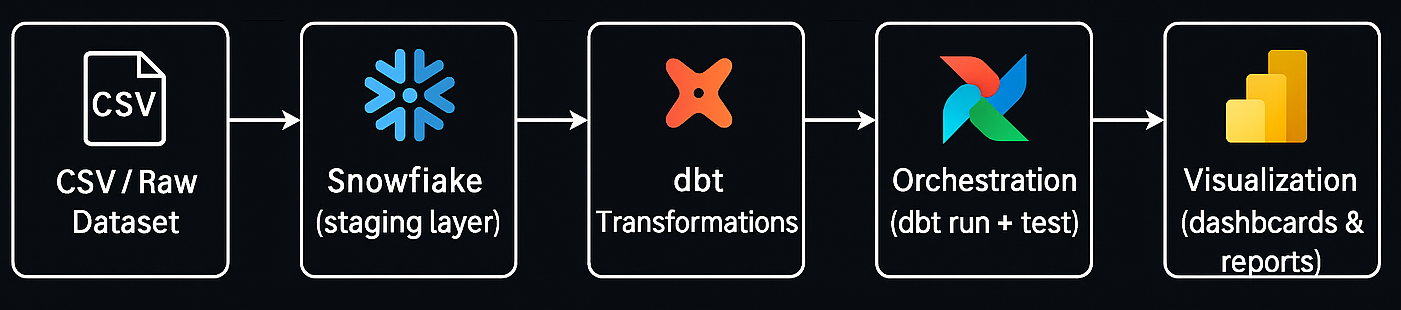 CSV
CSV / Raw
Dataset
Snowfiake
(staging layer)
dbt
Transformations
Orchestration
(dbt run + test)
Visualization
(dashbcards &
reports)